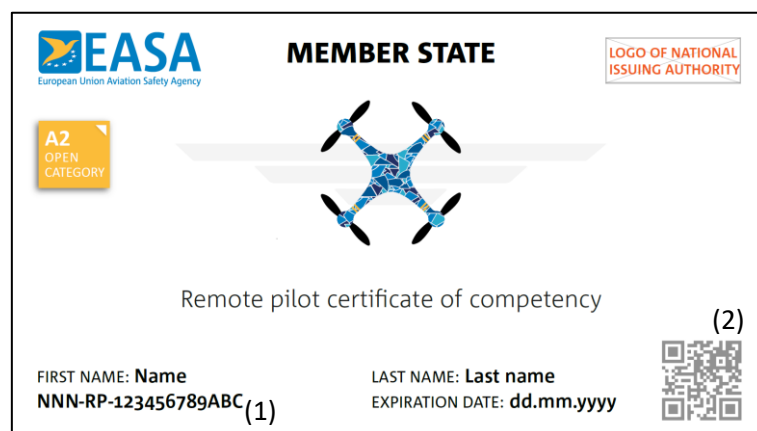 EASA
European Union Aviation Safety Agency
MEMBER STATE
LOGO OF NATIONAL
ISSUING AUTHORITY
A2
OPEN
CATEGORY
Remote pilot certificate of competency
(2)
FIRST NAME: Name
LAST NAME: Last name
NNN-RP-123456789ABC(1)
EXPIRATION DATE: dd.mm.yyyy